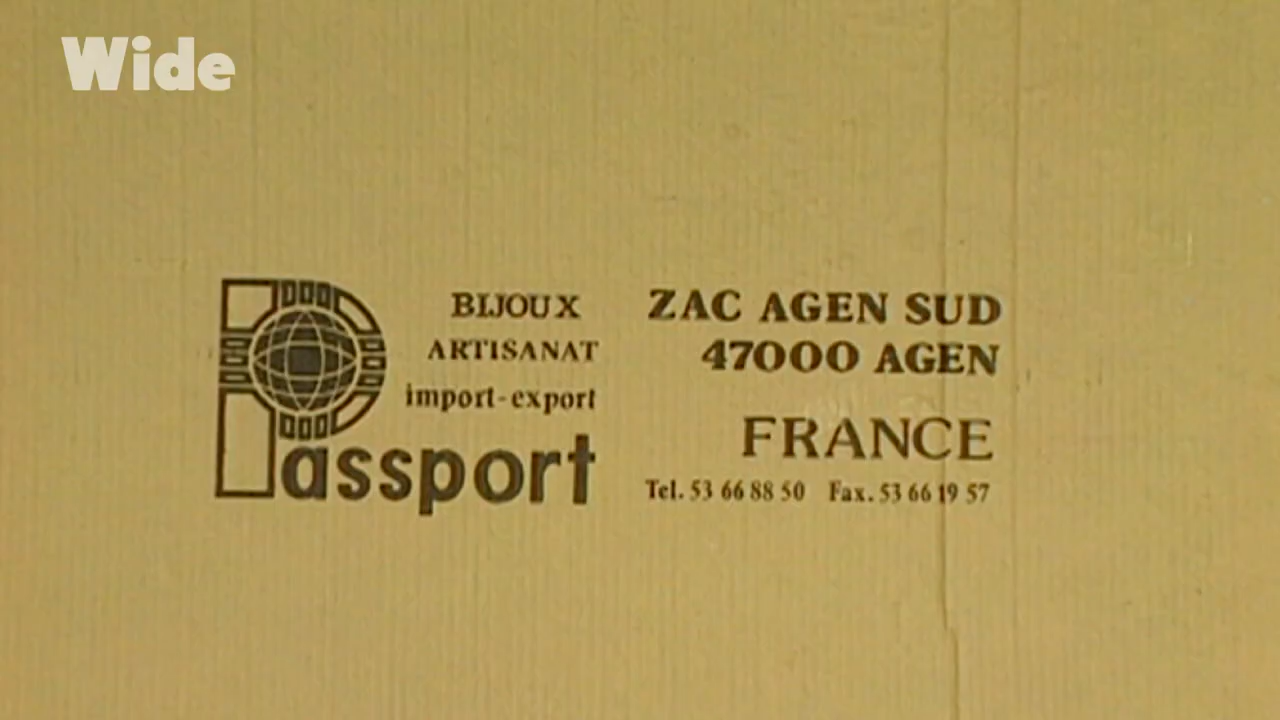 Wide
BIJOUX
ARTISANAT
import-export
Passport
ZAC AGEN SUD
47000 AGEN
FRANCE
Tel. 53 66 88 50 Fax. 53 66 19 57